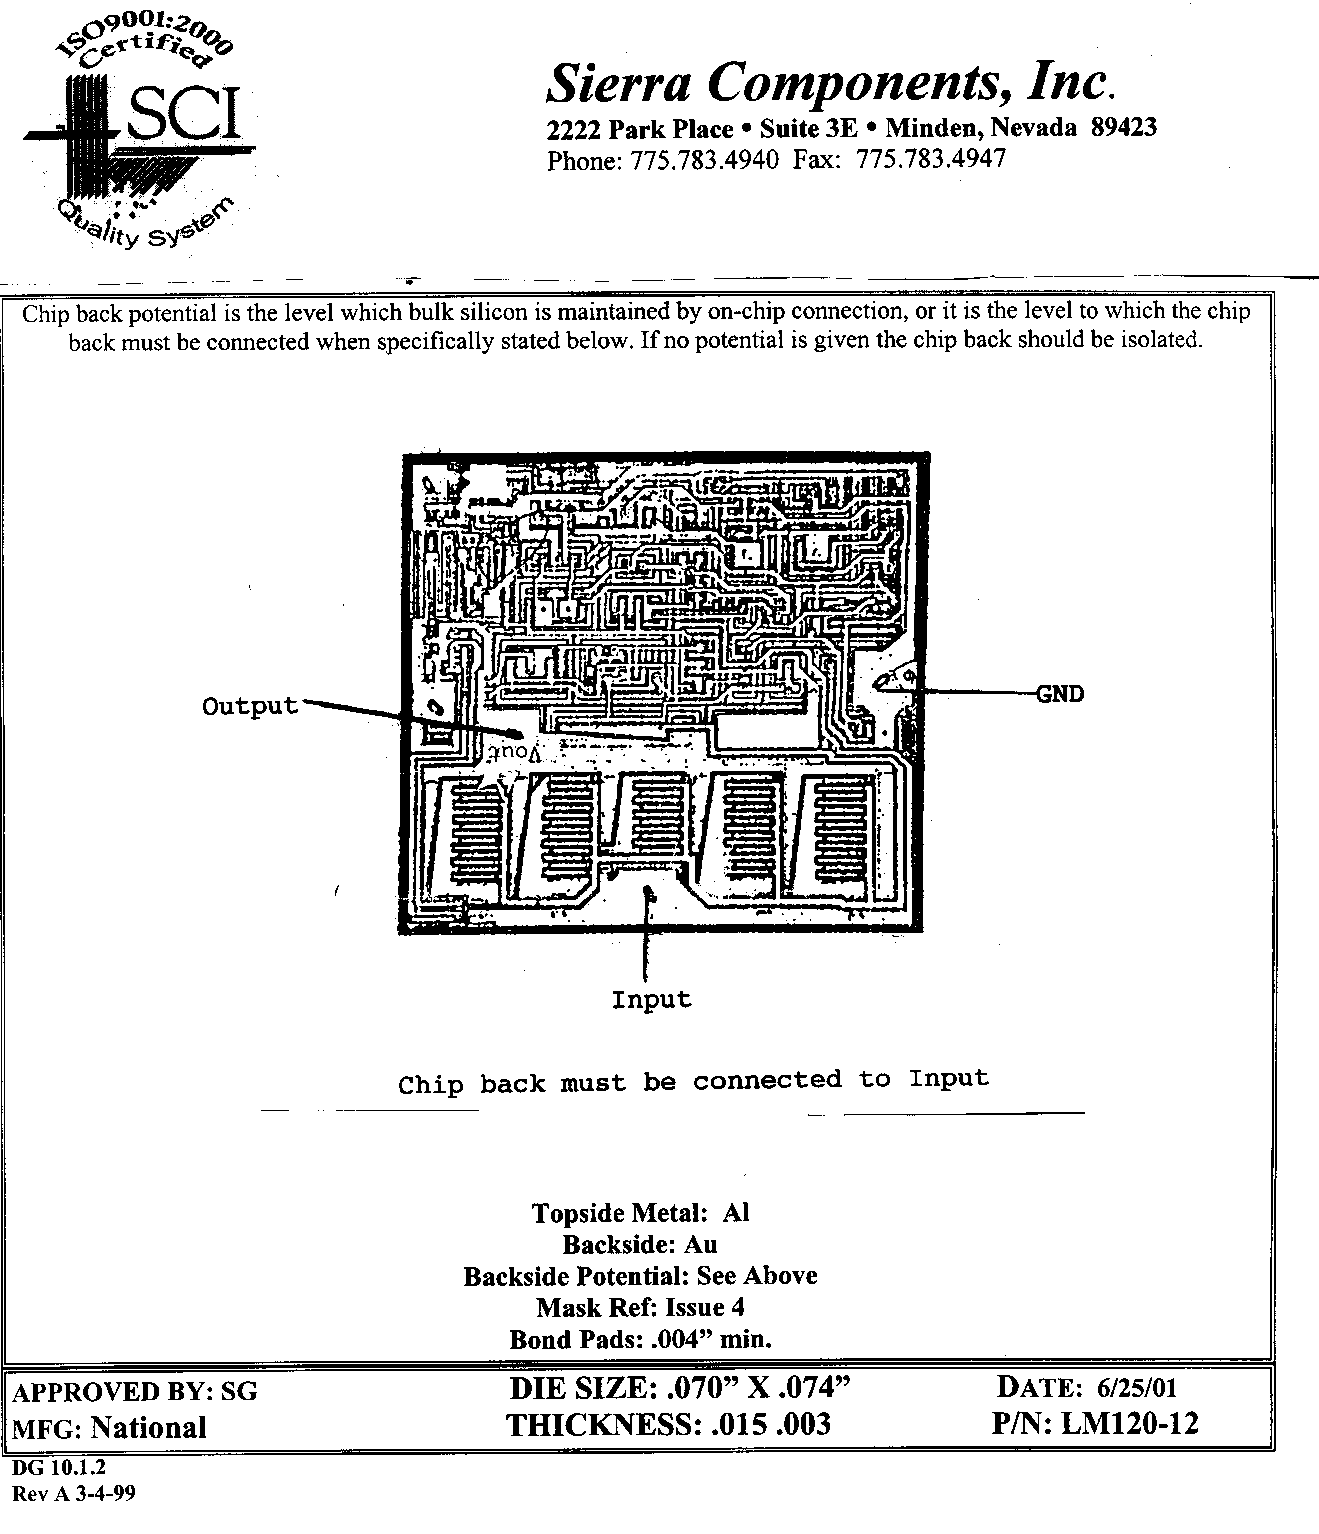 ISO9001:2000
Certified
SCI
Quality System
Sierra Components, Inc.
2222 Park Place • Suite 3E • Minden, Nevada 89423
Phone: 775.783.4940 Fax: 775.783.4947
Chip back potential is the level which bulk silicon is maintained by on-chip connection, or it is the level to which the chip
back must be connected when specifically stated below. If no potential is given the chip back should be isolated.
Output
GND
Vout
Input
Chip back must be connected to Input
Topside Metal: Al
Backside: Au
Backside Potential: See Above
Mask Ref: Issue 4
Bond Pads: .004” min.
APPROVED BY: SG
DIE SIZE: .070” X .074”
DATE: 6/25/01
MFG: National
THICKNESS: .015 .003
P/N: LM120-12
DG 10.1.2
Rev A 3-4-99